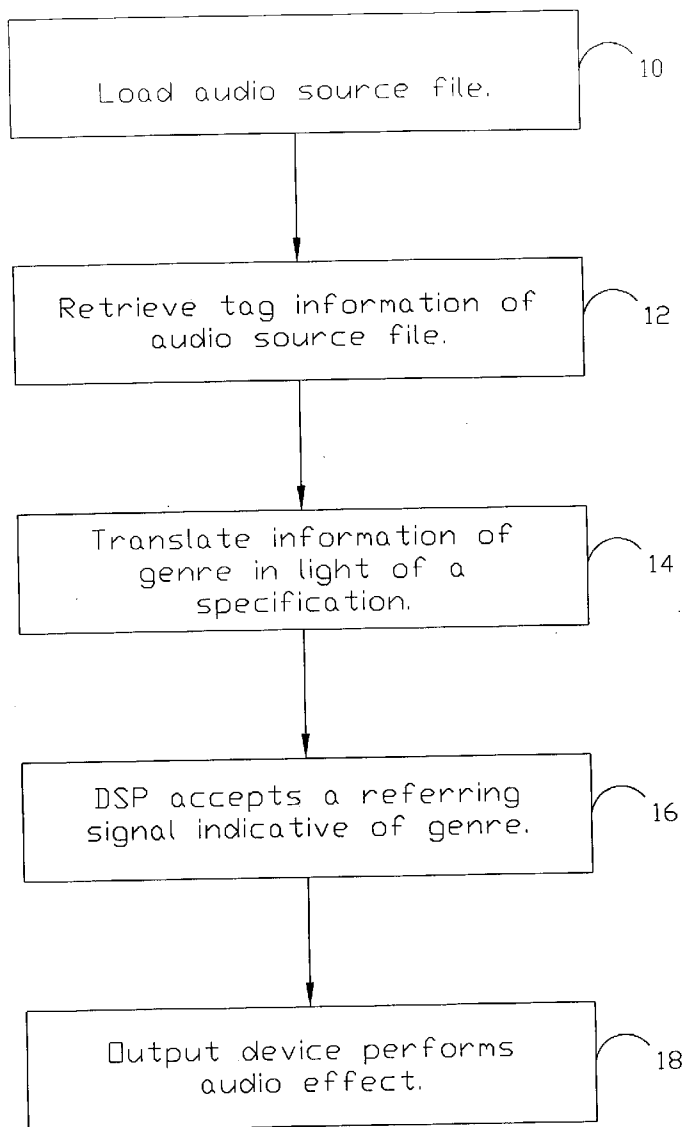 Load audio source file.
10
Retrieve tag information of
audio source file.
12
Translate information of
genre in light of a
specification.
14
DSP accepts a referring
signal indicative of genre.
16
Output device performs
audio effect.
18